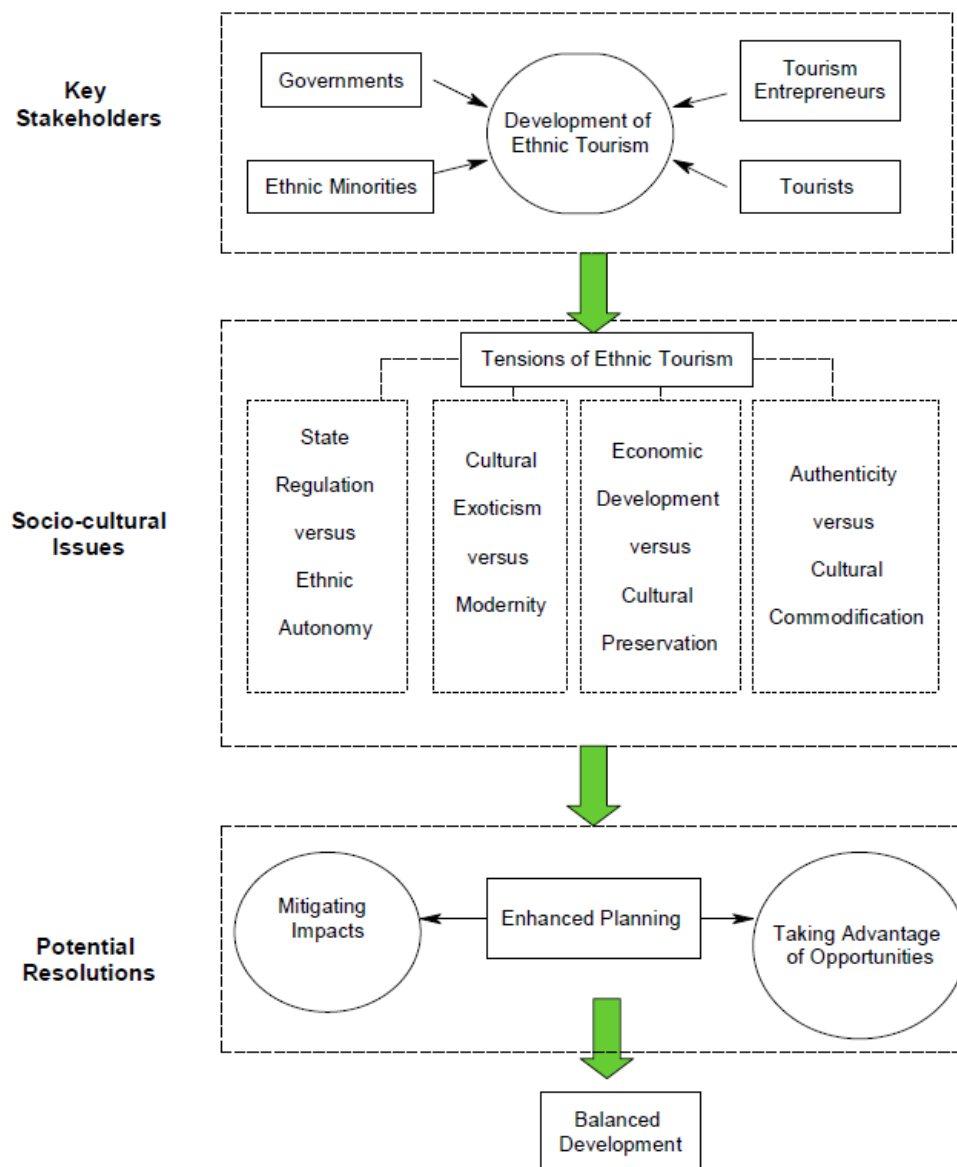 Key
Stakeholders
Governments
Ethnic Minorities
Development of
Ethnic Tourism
Tourism
Entrepreneurs
Tourists
Socio-cultural
Issues
Tensions of Ethnic Tourism
State
Regulation
versus
Ethnic
Autonomy
Cultural
Exoticism
versus
Modernity
Economic
Development
versus
Cultural
Preservation
Authenticity
versus
Cultural
Commodification
Potential
Resolutions
Mitigating
Impacts
Enhanced Planning
Taking Advantage
of Opportunities
Balanced
Development